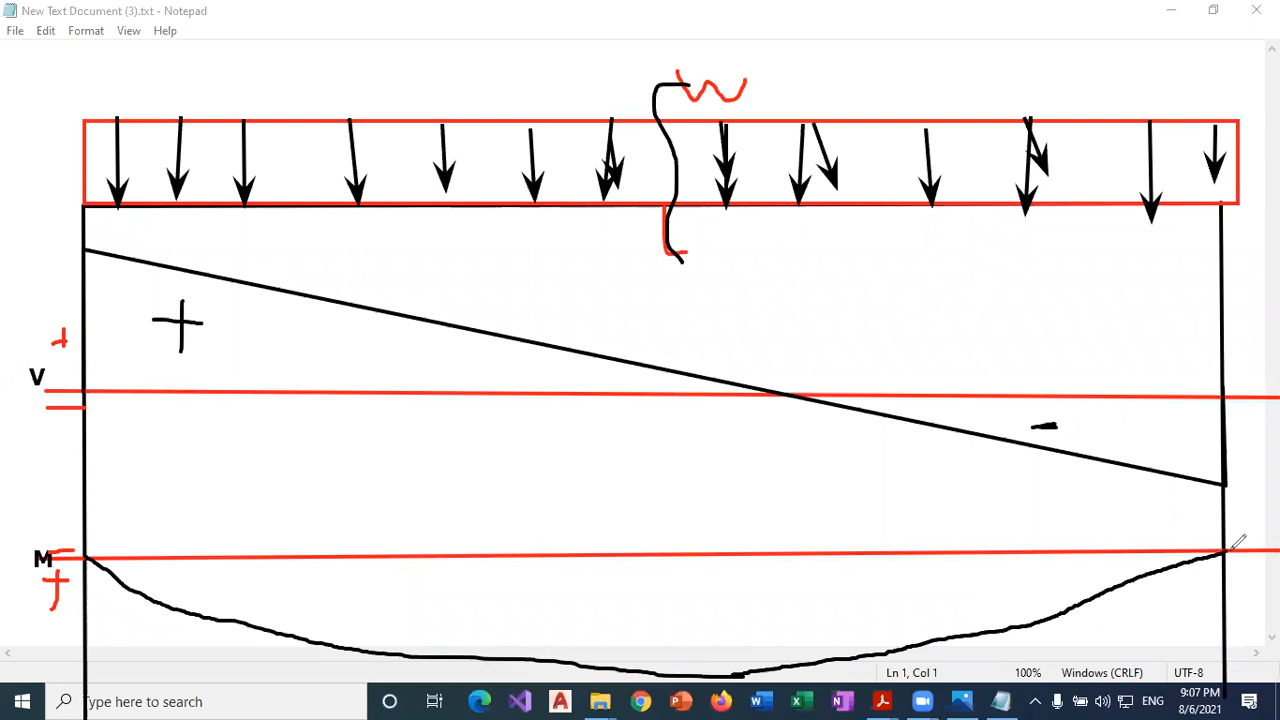 New Text Document (3).txt - Notepad
File Edit Format View Help
W
+
+
V
-
M
-
+
Ln 1, Col 1 100% Windows (CRLF) UTF-8
Type here to search
ENG
9:07 PM
8/6/2021